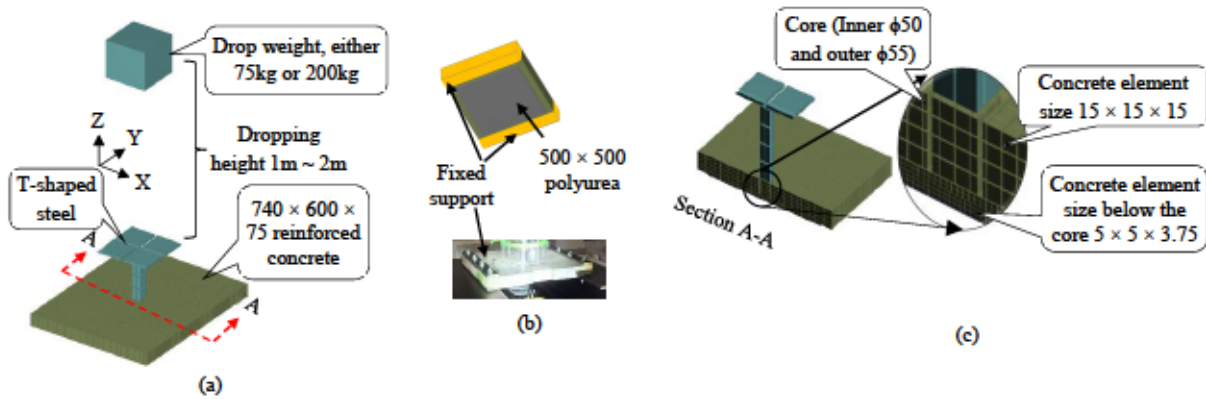 Drop weight, either
75kg or 200kg
Z
Y
X
Dropping
height 1m ~ 2m
T-shaped
steel
740 × 600 ×
75 reinforced
concrete
A
A
(a)
Fixed
support
500 × 500
polyurea
(b)
Core (Inner ϕ50
and outer ϕ55)
Concrete element
size 15 × 15 × 15
Concrete element
size below the
core 5 × 5 × 3.75
Section A-A
(c)